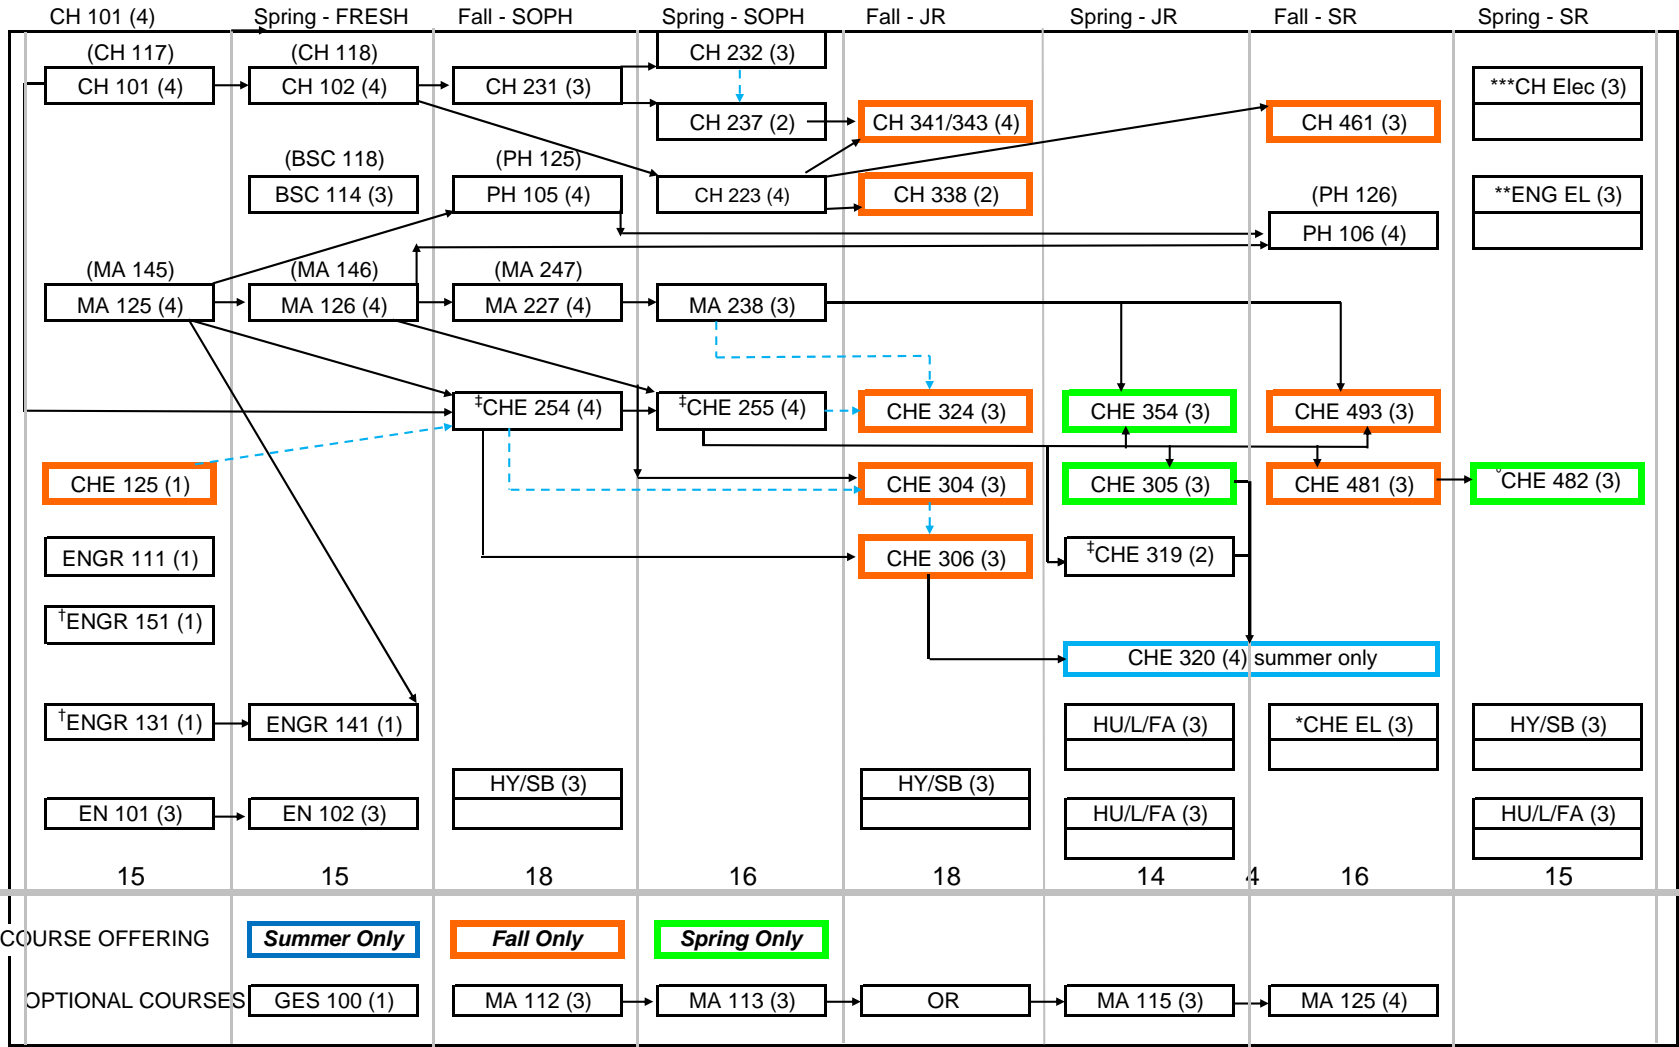 CH 101 (4) Spring - FRESH Fall - SOPH Spring - SOPH Fall - JR Spring - JR Fall - SR Spring - SR
(CH 117) (CH 118) CH 232 (3)
CH 101 (4) CH 102 (4) CH 231 (3) ***CH Elec (3)
CH 237 (2) CH 341/343 (4) CH 461 (3)
(BSC 118) (PH 125)
BSC 114 (3) PH 105 (4) CH 223 (4) CH 338 (2) (PH 126) **ENG EL (3)
PH 106 (4)
(MA 145) (MA 146) (MA 247)
MA 125 (4) MA 126 (4) MA 227 (4) MA 238 (3)
‡CHE 254 (4) ‡CHE 255 (4) CHE 324 (3) CHE 354 (3) CHE 493 (3)
CHE 125 (1) CHE 304 (3) CHE 305 (3) CHE 481 (3) °CHE 482 (3)
ENGR 111 (1) CHE 306 (3) ‡CHE 319 (2)
†ENGR 151 (1)
CHE 320 (4) summer only
†ENGR 131 (1) ENGR 141 (1) HU/L/FA (3) *CHE EL (3) HY/SB (3)
HY/SB (3) HY/SB (3)
EN 101 (3) EN 102 (3) HU/L/FA (3) HU/L/FA (3)
15 15 18 16 18 14 4 16 15
COURSE OFFERING Summer Only Fall Only Spring Only
OPTIONAL COURSES GES 100 (1) MA 112 (3) MA 113 (3) OR MA 115 (3) MA 125 (4)